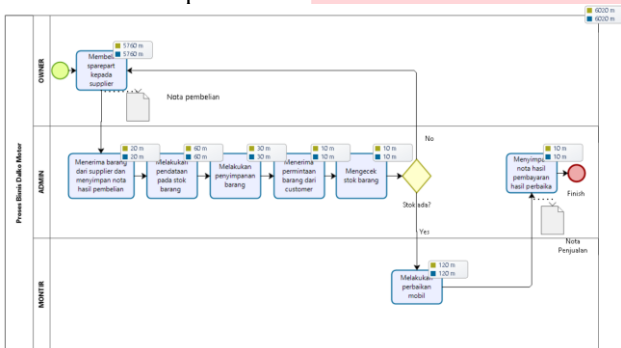 6020 m
6020 m
Proses Bisnis Dalko Motor
OWNER
5760 m
5760 m
Membeli
sparepart
kepada
supplier
Nota pembelian
No
ADMIN
20 m
20 m
Menerima barang
dari supplier dan
menyimpan nota
hasil pembelian
60 m
60 m
Melakukan
pendataan
pada stok
barang
30 m
30 m
Melakukan
penyimpanan
barang
10 m
10 m
Menerima
permintaan
barang dari
customer
10 m
10 m
Mengecek
stok barang
Stok ada?
Yes
10 m
10 m
Menyimpan
nota hasil
pembayaran
hasil perbaika
Finish
Nota
Penjualan
MONTIR
120 m
120 m
Melakukan
perbaikan
mobil